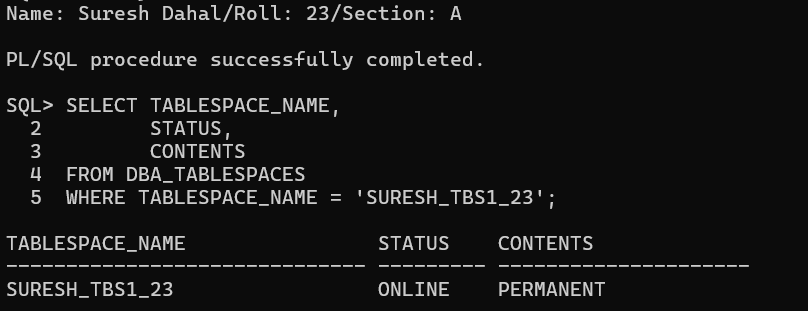 Name: Suresh Dahal/Roll: 23/Section: A
PL/SQL procedure successfully completed.
SQL> SELECT TABLESPACE_NAME,
  2         STATUS,
  3         CONTENTS
  4  FROM DBA_TABLESPACES
  5  WHERE TABLESPACE_NAME = 'SURESH_TBS1_23';
TABLESPACE_NAME                STATUS    CONTENTS
------------------------------ --------- ---------------------
SURESH_TBS1_23                 ONLINE    PERMANENT